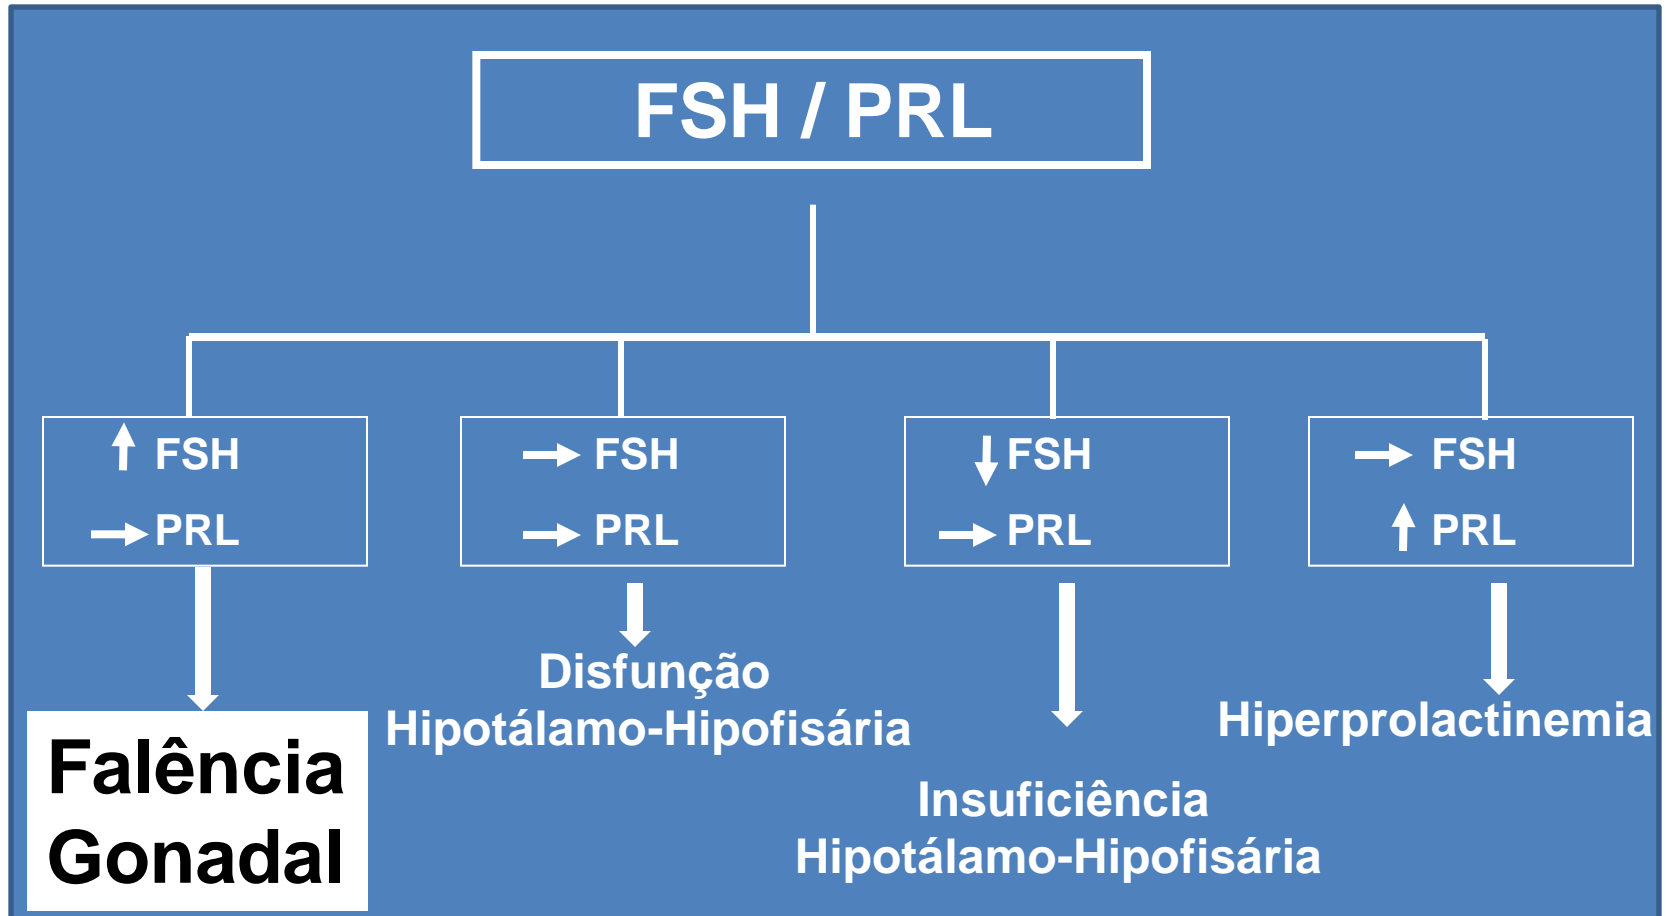 FSH / PRL
FSH
PRL
FSH
PRL
FSH
PRL
FSH
PRL
Falência
Gonadal
Disfunção
Hipotálamo-Hipofisária
Insuficiência
Hipotálamo-Hipofisária
Hiperprolactinemia